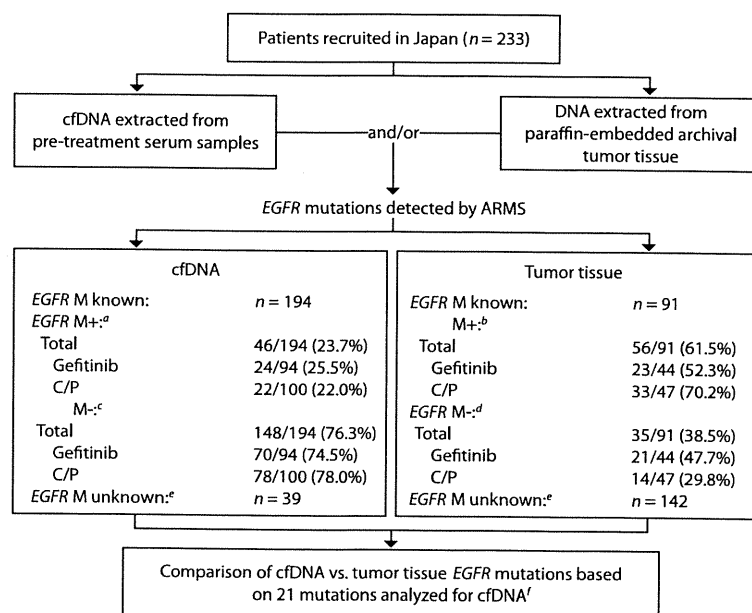 Patients recruited in Japan (n = 233)
cfDNA extracted from
pre-treatment serum samples
and/or
DNA extracted from
paraffin-embedded archival
tumor tissue
EGFR mutations detected by ARMS
cfDNA
EGFR M known: n = 194
EGFR M+:a
Total 46/194 (23.7%)
Gefitinib 24/94 (25.5%)
C/P 22/100 (22.0%)
M-:c
Total 148/194 (76.3%)
Gefitinib 70/94 (74.5%)
C/P 78/100 (78.0%)
EGFR M unknown:e n = 39
Tumor tissue
EGFR M known: n = 91
M+:b
Total 56/91 (61.5%)
Gefitinib 23/44 (52.3%)
C/P 33/47 (70.2%)
EGFR M-:d
Total 35/91 (38.5%)
Gefitinib 21/44 (47.7%)
C/P 14/47 (29.8%)
EGFR M unknown:e n = 142
Comparison of cfDNA vs. tumor tissue EGFR mutations based
on 21 mutations analyzed for cfDNAf